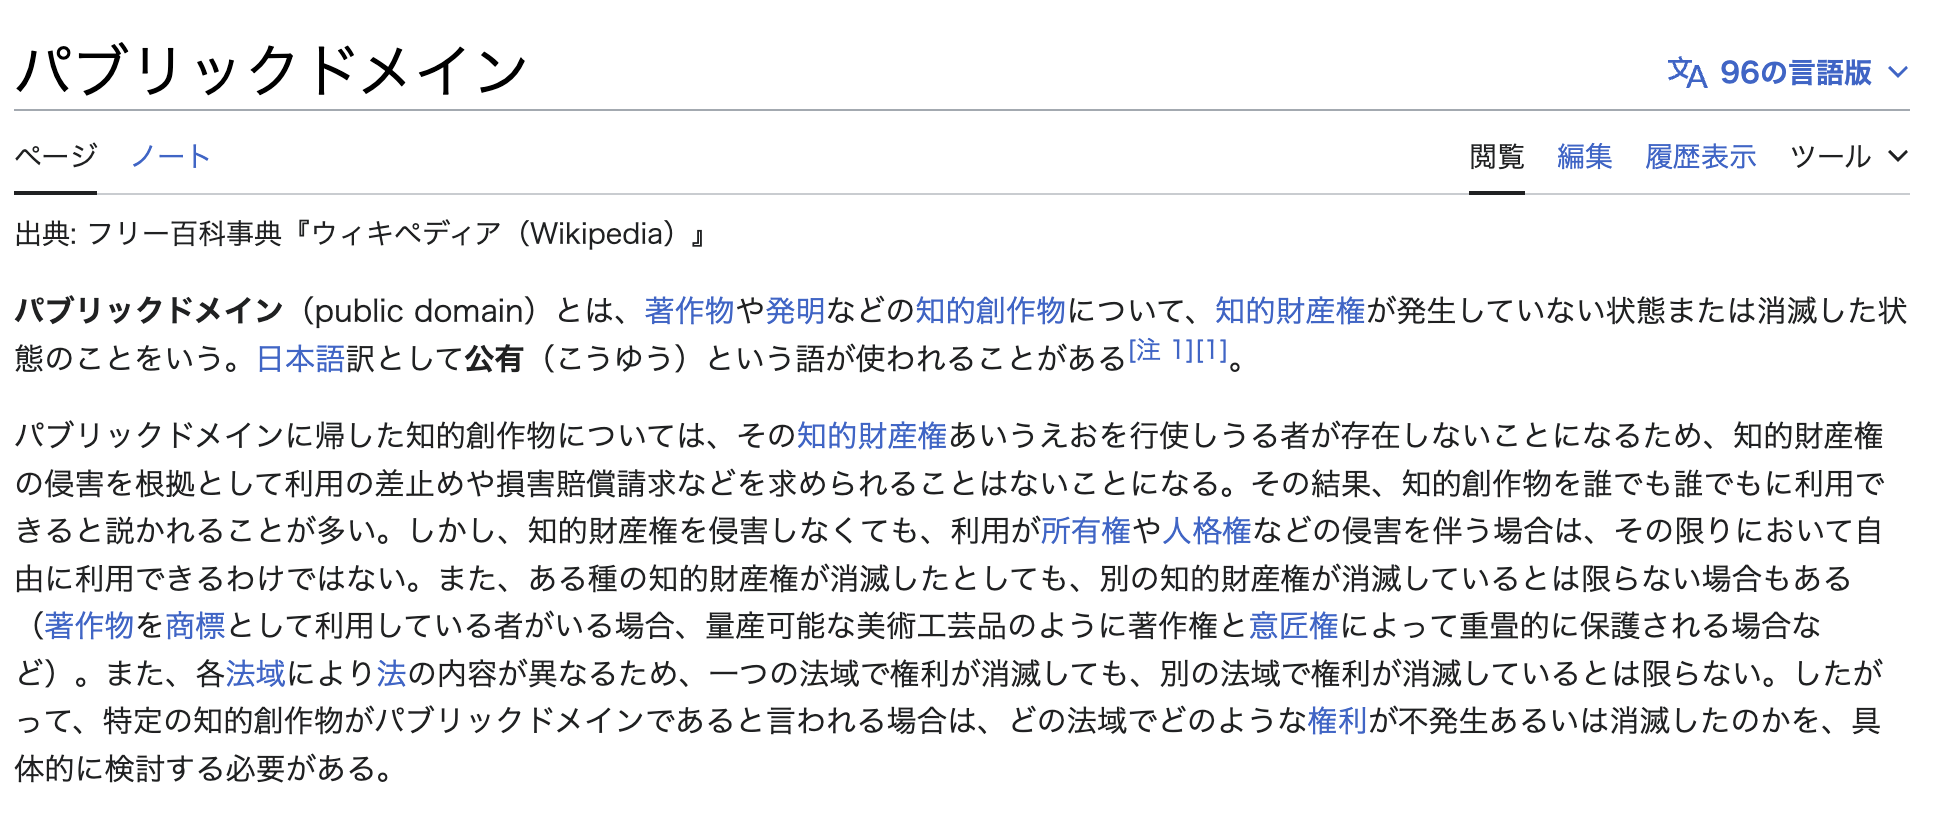 パブリックドメイン
96の言語版
ページ ノート 閲覧 編集 履歴表示 ツール
出典: フリー百科事典『ウィキペディア（Wikipedia）』
パブリックドメイン（public domain）とは、著作物や発明などの知的創作物について、知的財産権が発生していない状態または消滅した状
態のことをいう。日本語訳として公有（こうゆう）という語が使われることがある[注 1][1]。
パブリックドメインに帰した知的創作物については、その知的財産権あいうえおを行使しうる者が存在しないことになるため、知的財産権
の侵害を根拠として利用の差止めや損害賠償請求などを求められることはないことになる。その結果、知的創作物を誰でも誰でもに利用で
きると説かれることが多い。しかし、知的財産権を侵害しなくても、利用が所有権や人格権などの侵害を伴う場合は、その限りにおいて自
由に利用できるわけではない。また、ある種の知的財産権が消滅したとしても、別の知的財産権が消滅しているとは限らない場合もある
（著作物を商標として利用している者がいる場合、量産可能な美術工芸品のように著作権と意匠権によって重畳的に保護される場合な
ど）。また、各法域により法の内容が異なるため、一つの法域で権利が消滅しても、別の法域で権利が消滅しているとは限らない。したが
って、特定の知的創作物がパブリックドメインであると言われる場合は、どの法域でどのような権利が不発生あるいは消滅したのかを、具
体的に検討する必要がある。